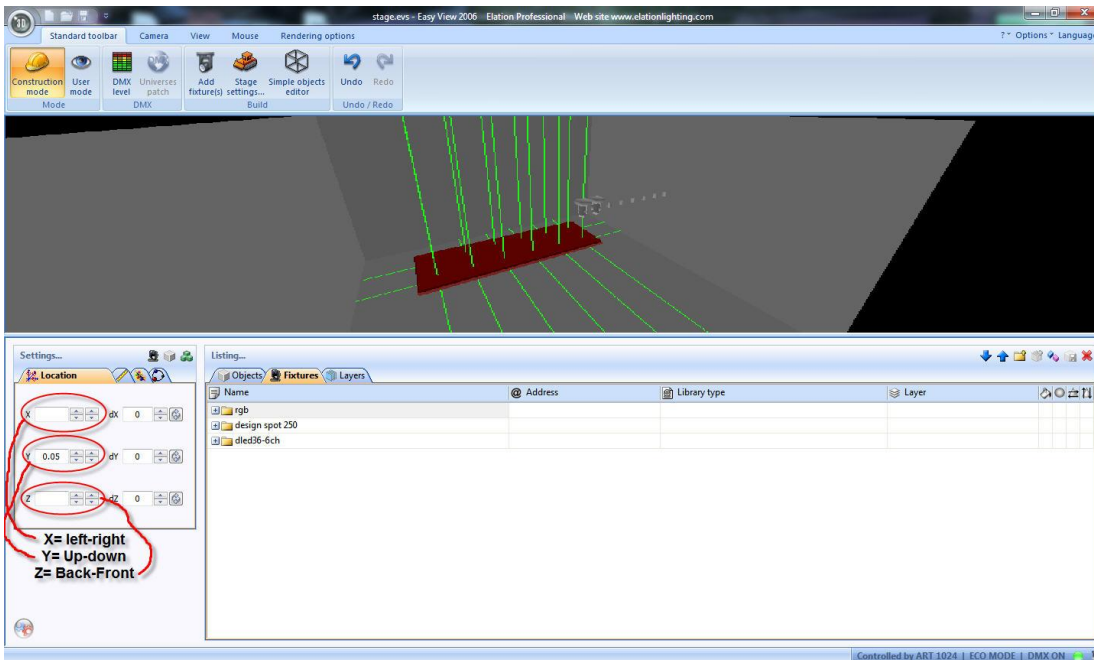 stage.evs - Easy View 2006 Elation Professional Web site www.elationlighting.com
3D
Standard toolbar Camera View Mouse Rendering options ? Options Language
Construction mode User mode DMX level Universes patch Add fixture(s) Stage settings... Simple objects editor Undo Redo
Mode DMX Build Undo / Redo
Settings... Listing...
Location Objects Fixtures Layers
Name @ Address Library type Layer
rgb
design spot 250
dled36-6ch
X dX 0
Y 0.05 dY 0
Z dZ 0
X= left-right
Y= Up-down
Z= Back-Front
Controlled by ART 1024 | ECO MODE | DMX ON